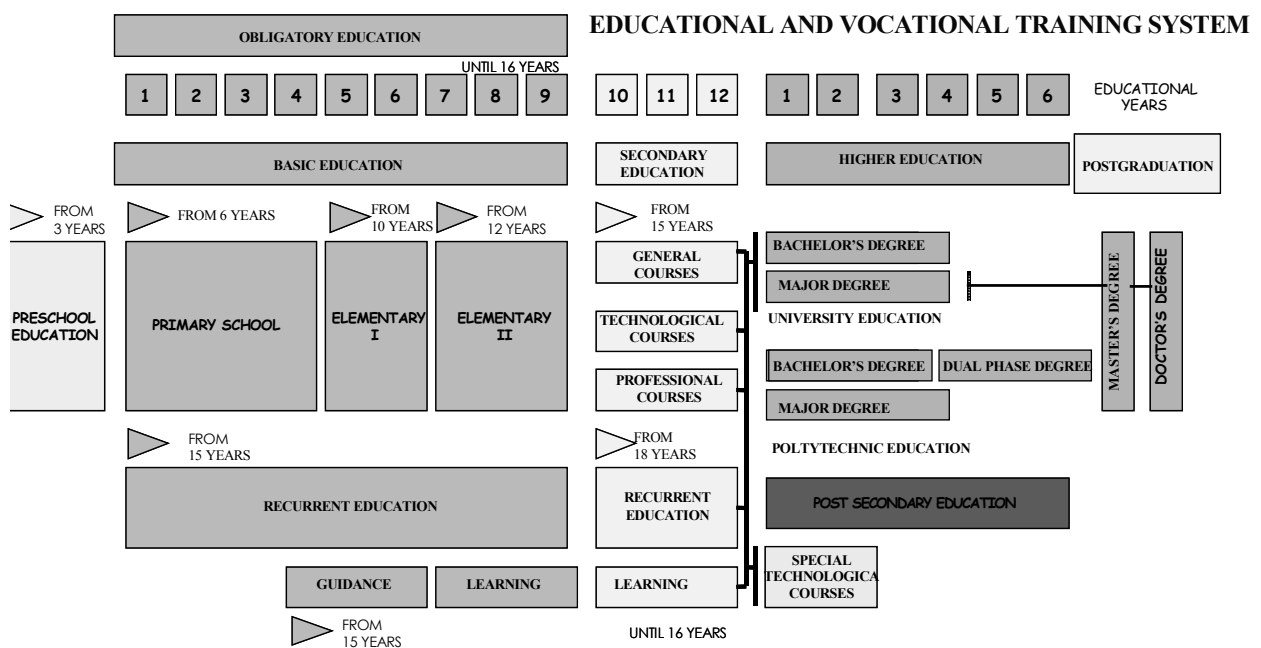 EDUCATIONAL AND VOCATIONAL TRAINING SYSTEM
OBLIGATORY EDUCATION
UNTIL 16 YEARS
1 2 3 4 5 6 7 8 9 10 11 12 1 2 3 4 5 6
EDUCATIONAL
YEARS
BASIC EDUCATION
SECONDARY
EDUCATION
HIGHER EDUCATION
POSTGRADUATION
FROM
3 YEARS
FROM 6 YEARS
FROM
10 YEARS
FROM
12 YEARS
FROM
15 YEARS
PRESCHOOL
EDUCATION
PRIMARY SCHOOL
ELEMENTARY
I
ELEMENTARY
II
GENERAL
COURSES
TECHNOLOGICAL
COURSES
PROFESSIONAL
COURSES
BACHELOR'S DEGREE
MAJOR DEGREE
UNIVERSITY EDUCATION
BACHELOR'S DEGREE
DUAL PHASE DEGREE
MAJOR DEGREE
POLTYTECHNIC EDUCATION
MASTER'S DEGREE
DOCTOR'S DEGREE
FROM
15 YEARS
FROM
18 YEARS
RECURRENT EDUCATION
RECURRENT
EDUCATION
POST SECONDARY EDUCATION
GUIDANCE
LEARNING
LEARNING
SPECIAL
TECHNOLOGICA
COURSES
FROM
15 YEARS
UNTIL 16 YEARS